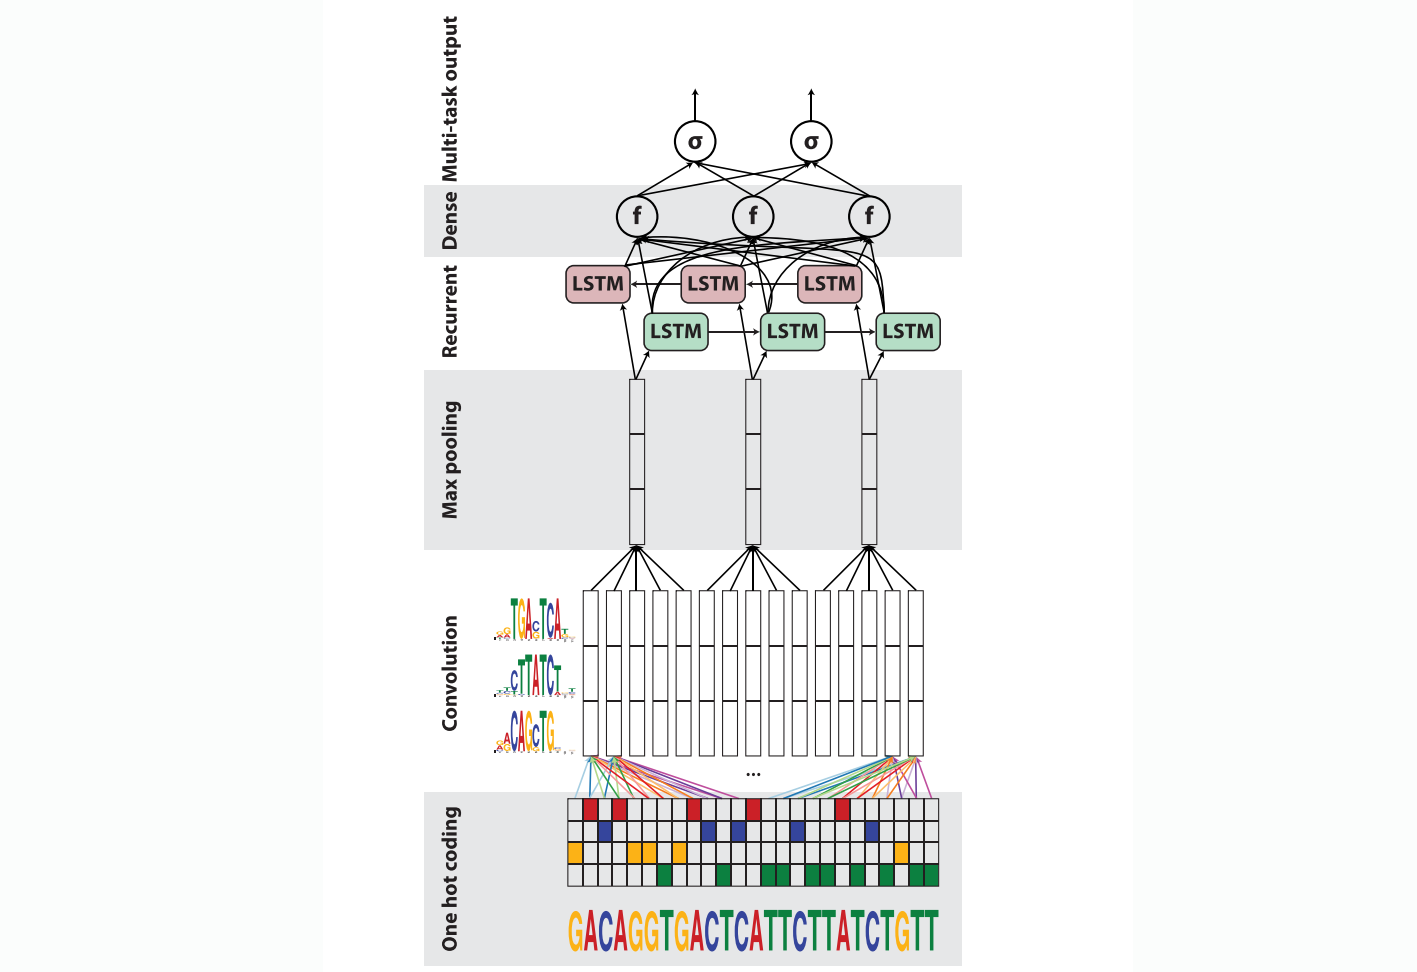 Multi-task output
σ σ
Dense
f f f
Recurrent
LSTM LSTM LSTM
LSTM LSTM LSTM
Max pooling
Convolution
TGACTCA
CTTATCT
CAGCTG
...
One hot coding
GACAGGTGACTCATTCTTATCTGTT